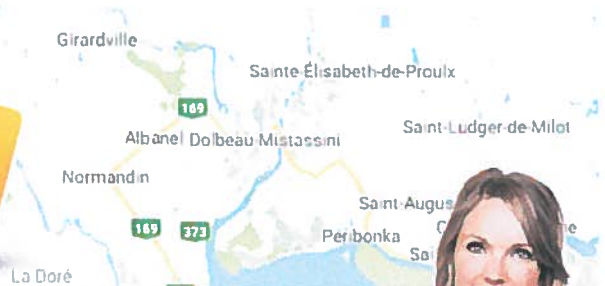 Girardville
Sainte-Élisabeth-de-Proulx
169
Albanel Dolbeau-Mistassini
Saint-Ludger-de-Milot
Normandin
Saint-Augus
169 373
Péribonka
La Doré